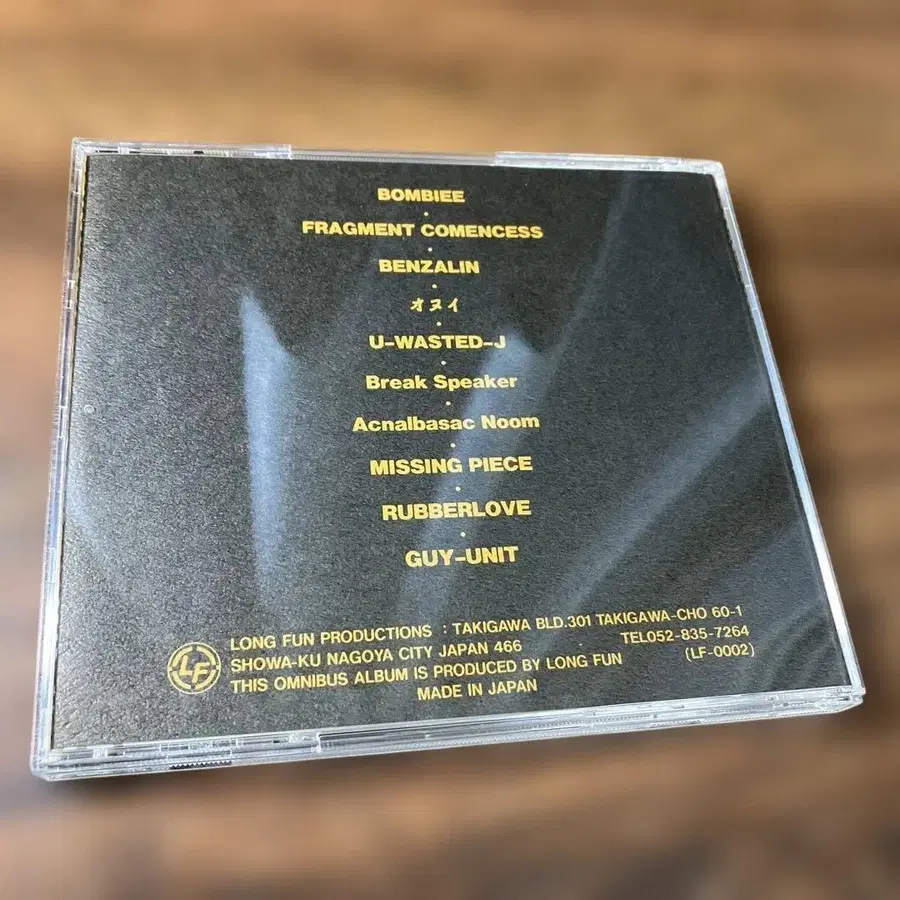 BOMBIEE
FRAGMENT COMENCESS
BENZALIN
オヌイ
U-WASTED-J
Break Speaker
Acnalbasac Noom
MISSING PIECE
RUBBERLOVE
GUY-UNIT
LF
LONG FUN PRODUCTIONS : TAKIGAWA BLD.301 TAKIGAWA-CHO 60-1
SHOWA-KU NAGOYA CITY JAPAN 466 TEL052-835-7264
THIS OMNIBUS ALBUM IS PRODUCED BY LONG FUN (LF-0002)
MADE IN JAPAN